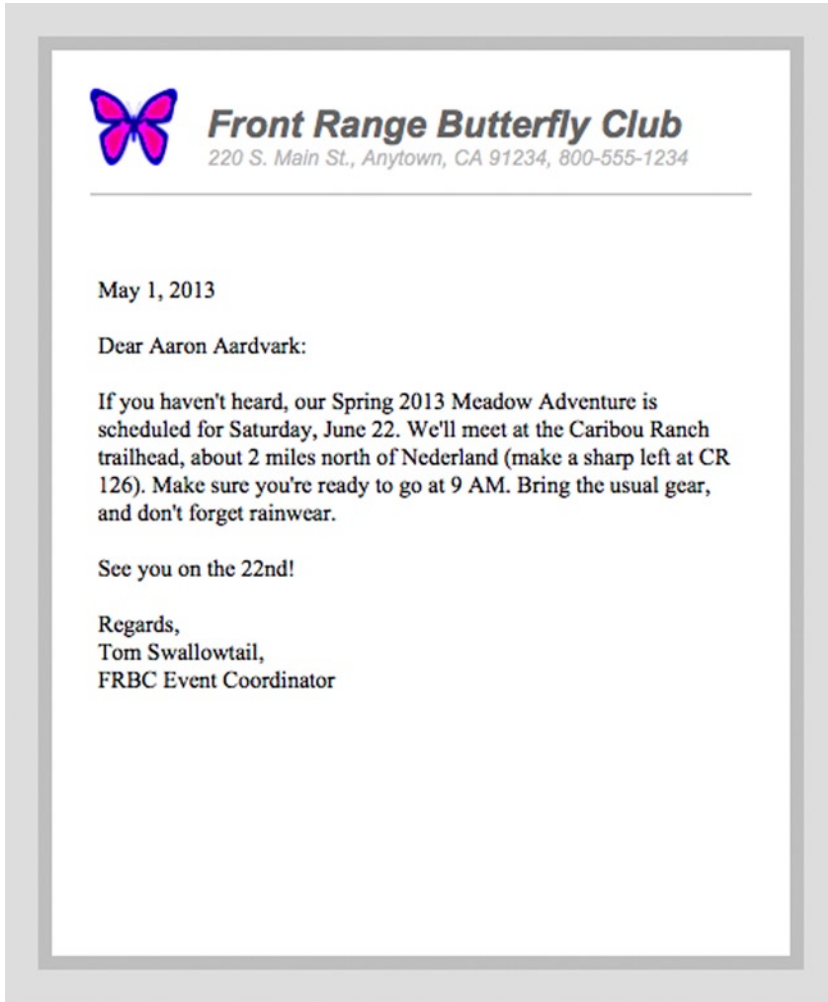 Front Range Butterfly Club
220 S. Main St., Anytown, CA 91234, 800-555-1234
May 1, 2013
Dear Aaron Aardvark:
If you haven't heard, our Spring 2013 Meadow Adventure is
scheduled for Saturday, June 22. We'll meet at the Caribou Ranch
trailhead, about 2 miles north of Nederland (make a sharp left at CR
126). Make sure you're ready to go at 9 AM. Bring the usual gear,
and don't forget rainwear.
See you on the 22nd!
Regards,
Tom Swallowtail,
FRBC Event Coordinator